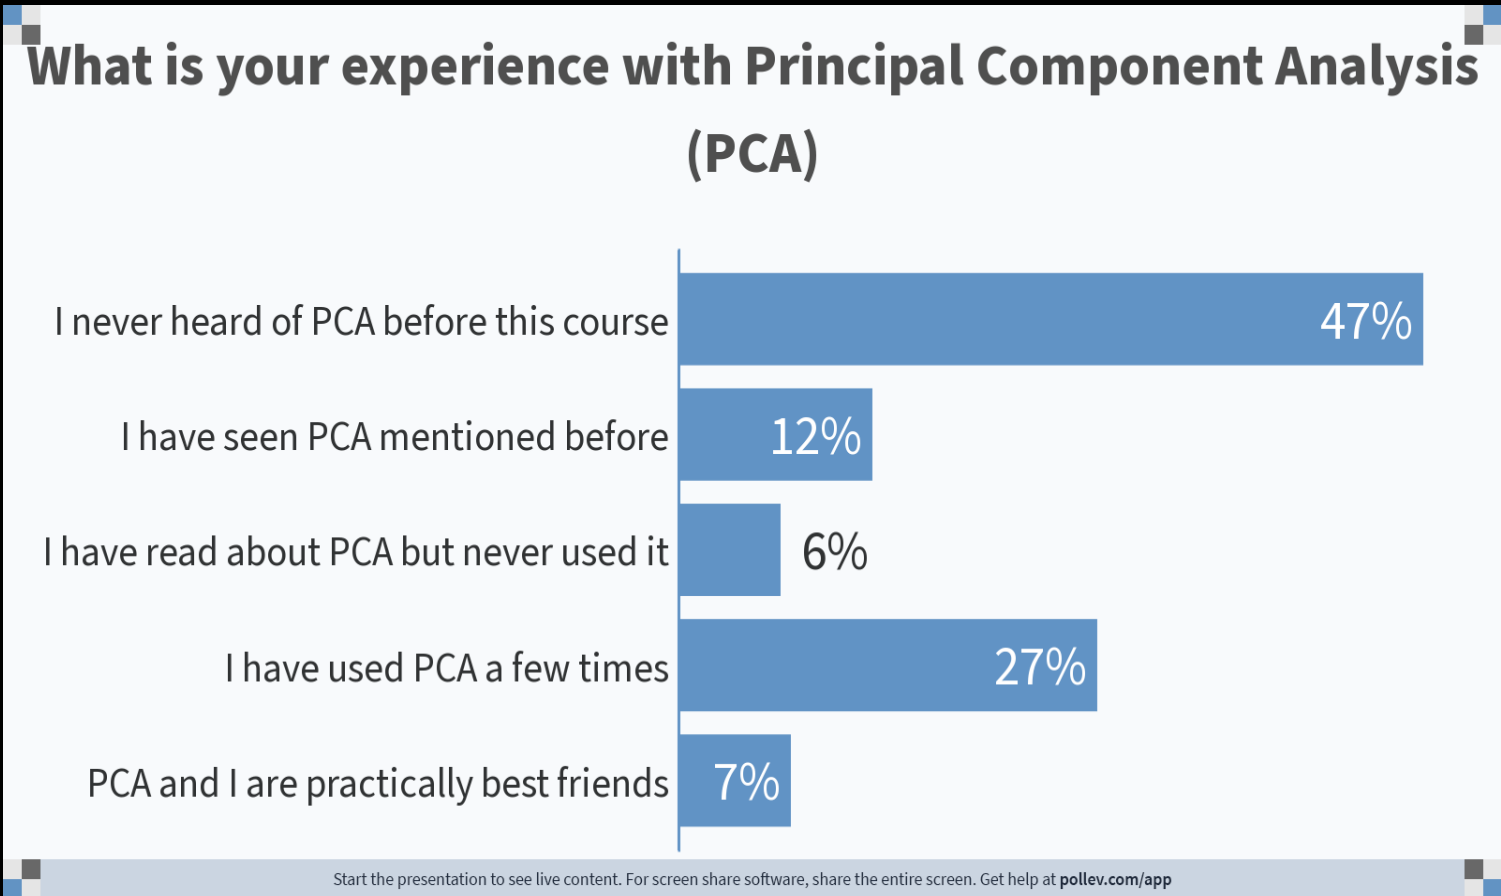 What is your experience with Principal Component Analysis
(PCA)
I never heard of PCA before this course
47%
I have seen PCA mentioned before
12%
I have read about PCA but never used it
6%
I have used PCA a few times
27%
PCA and I are practically best friends
7%
Start the presentation to see live content. For screen share software, share the entire screen. Get help at pollev.com/app